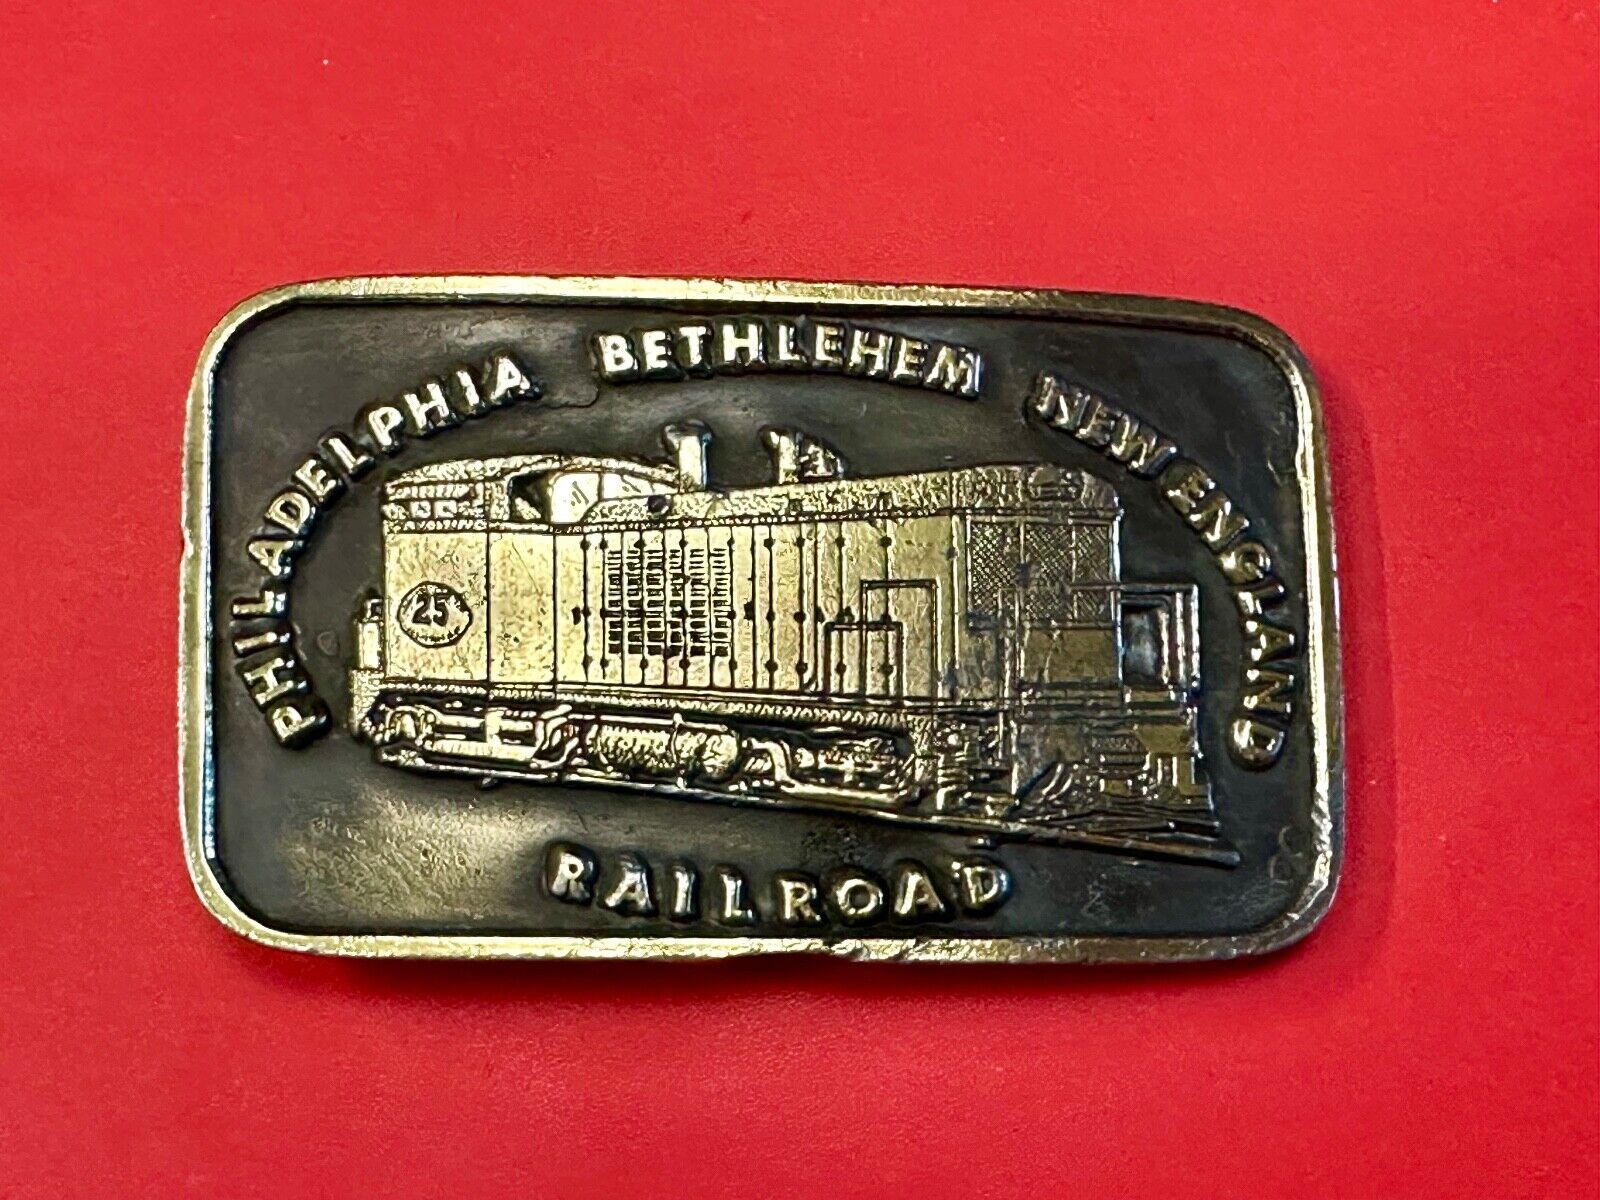 PHILADELPHIA BETHLEHEM NEW ENGLAND
25
RAILROAD